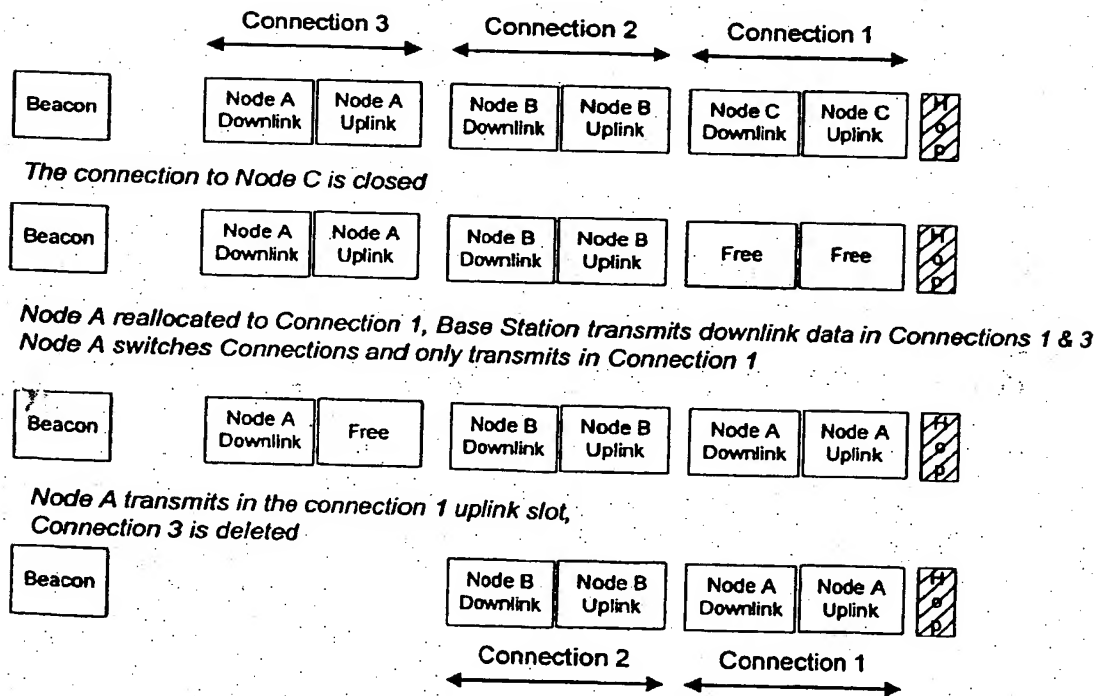 Connection 3
Connection 2
Connection 1
Beacon
Node A Downlink
Node A Uplink
Node B Downlink
Node B Uplink
Node C Downlink
Node C Uplink
Hop
The connection to Node C is closed
Beacon
Node A Downlink
Node A Uplink
Node B Downlink
Node B Uplink
Free
Free
Hop
Node A reallocated to Connection 1, Base Station transmits downlink data in Connections 1 & 3
Node A switches Connections and only transmits in Connection 1
Beacon
Node A Downlink
Free
Node B Downlink
Node B Uplink
Node A Downlink
Node A Uplink
Hop
Node A transmits in the connection 1 uplink slot,
Connection 3 is deleted
Beacon
Node B Downlink
Node B Uplink
Node A Downlink
Node A Uplink
Hop
Connection 2
Connection 1